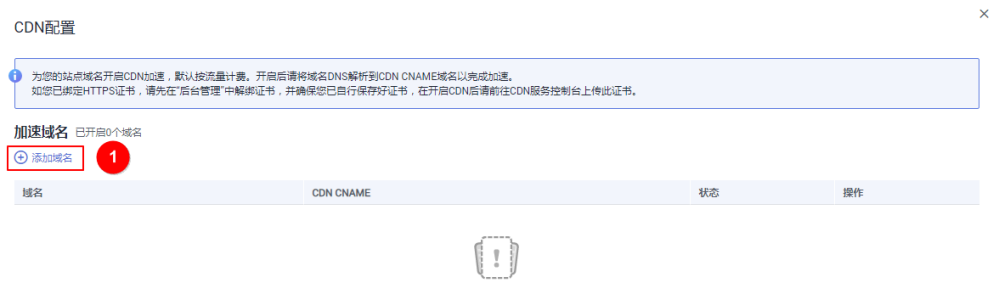 CDN配置
×
为您的站点域名开启CDN加速，默认按流量计费。开启后请将域名DNS解析到CDN CNAME域名以完成加速。
如您已绑定HTTPS证书，请先在“后台管理”中解绑证书，并确保您已自行保存好证书，在开启CDN后请前往CDN服务控制台上传此证书。
加速域名 已开启0个域名
添加域名 1
域名 CDN CNAME 状态 操作